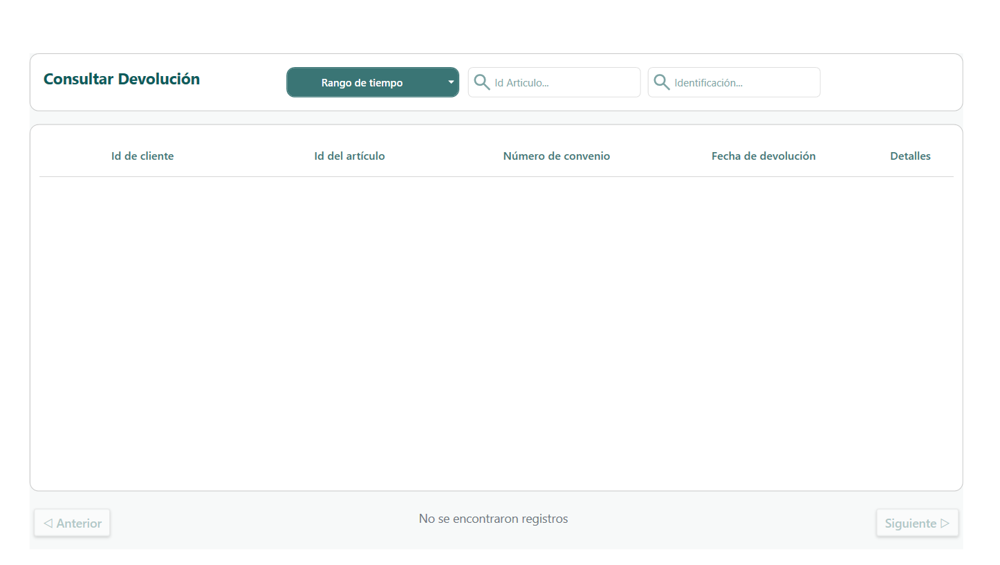 Consultar Devolución
Rango de tiempo
Id Articulo...
Identificación...
Id de cliente
Id del artículo
Número de convenio
Fecha de devolución
Detalles
Anterior
No se encontraron registros
Siguiente